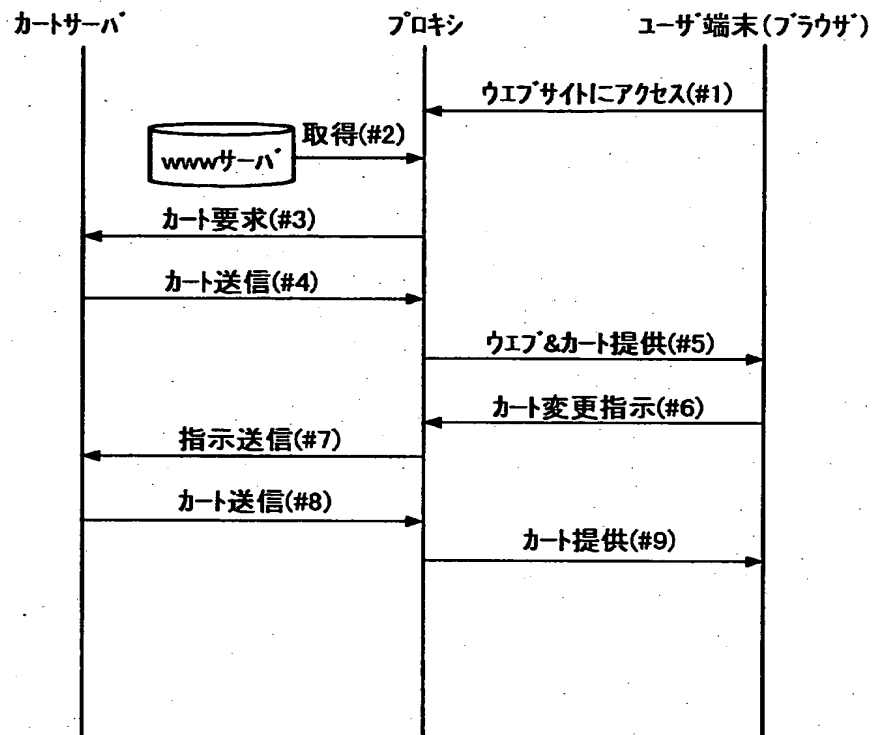 カートサーバ
プロキシ
ユーザ端末(ブラウザ)
ウエブサイトにアクセス(#1)
取得(#2)
wwwサーバ
カート要求(#3)
カート送信(#4)
ウエブ&カート提供(#5)
カート変更指示(#6)
指示送信(#7)
カート送信(#8)
カート提供(#9)